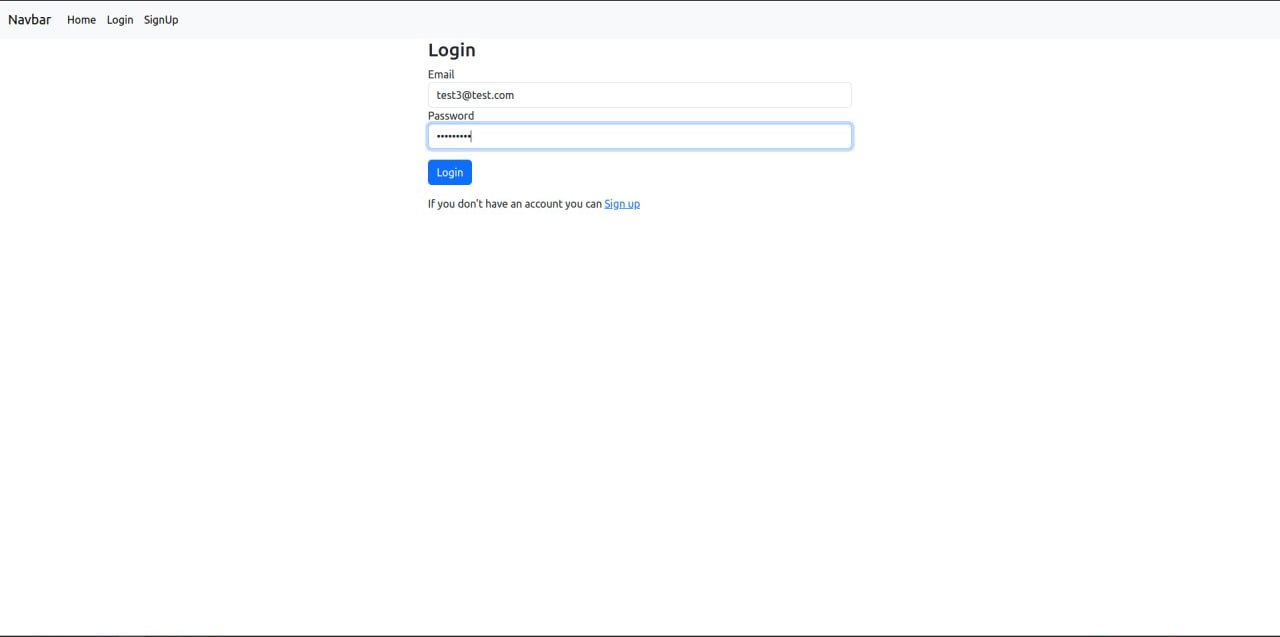 Navbar Home Login SignUp
Login
Email
test3@test.com
Password
•••••••••
Login
If you don't have an account you can Sign up